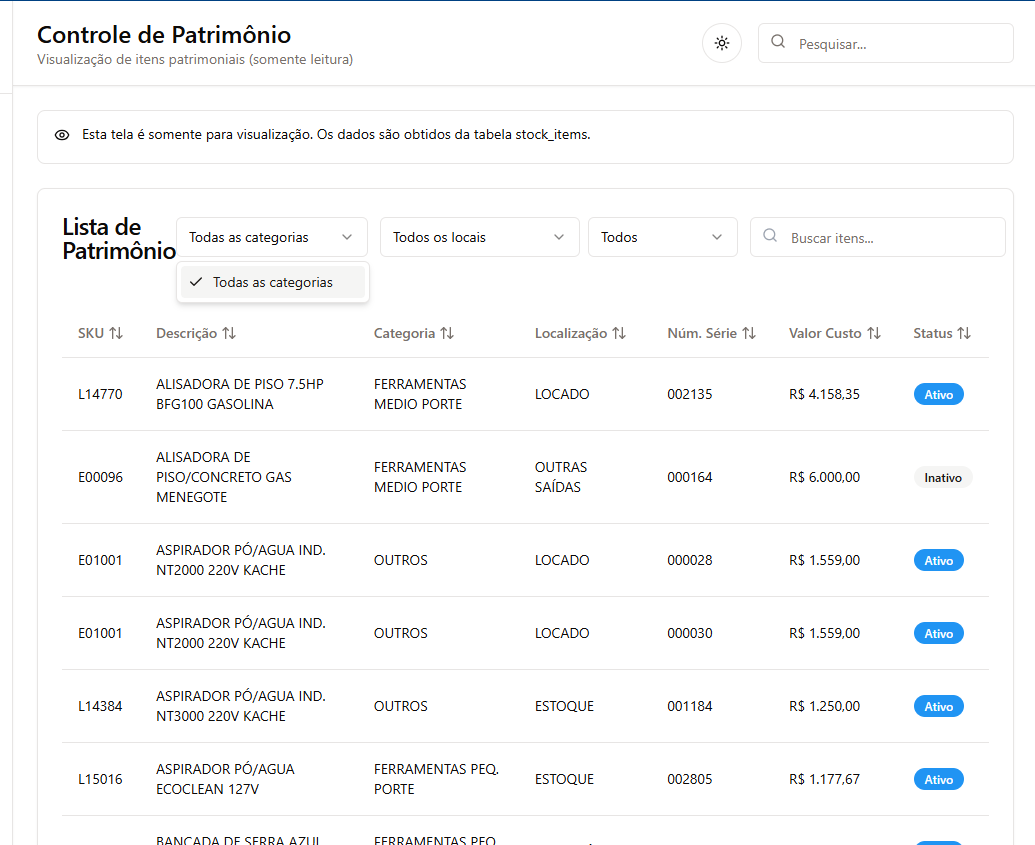 Controle de Patrimônio
Visualização de itens patrimoniais (somente leitura)
Pesquisar...
Esta tela é somente para visualização. Os dados são obtidos da tabela stock_items.
Lista de
Patrimônio
Todas as categorias
Todos os locais
Todos
Buscar itens...
Todas as categorias
SKU Descrição Categoria Localização Núm. Série Valor Custo Status
L14770 ALISADORA DE PISO 7.5HP BFG100 GASOLINA FERRAMENTAS MEDIO PORTE LOCADO 002135 R$ 4.158,35 Ativo
E00096 ALISADORA DE PISO/CONCRETO GAS MENEGOTE FERRAMENTAS MEDIO PORTE OUTRAS SAÍDAS 000164 R$ 6.000,00 Inativo
E01001 ASPIRADOR PÓ/AGUA IND. NT2000 220V KACHE OUTROS LOCADO 000028 R$ 1.559,00 Ativo
E01001 ASPIRADOR PÓ/AGUA IND. NT2000 220V KACHE OUTROS LOCADO 000030 R$ 1.559,00 Ativo
L14384 ASPIRADOR PÓ/AGUA IND. NT3000 220V KACHE OUTROS ESTOQUE 001184 R$ 1.250,00 Ativo
L15016 ASPIRADOR PÓ/AGUA ECOCLEAN 127V FERRAMENTAS PEQ. PORTE ESTOQUE 002805 R$ 1.177,67 Ativo
BANCADA DE SERRA AZUL FERRAMENTAS PEQ.